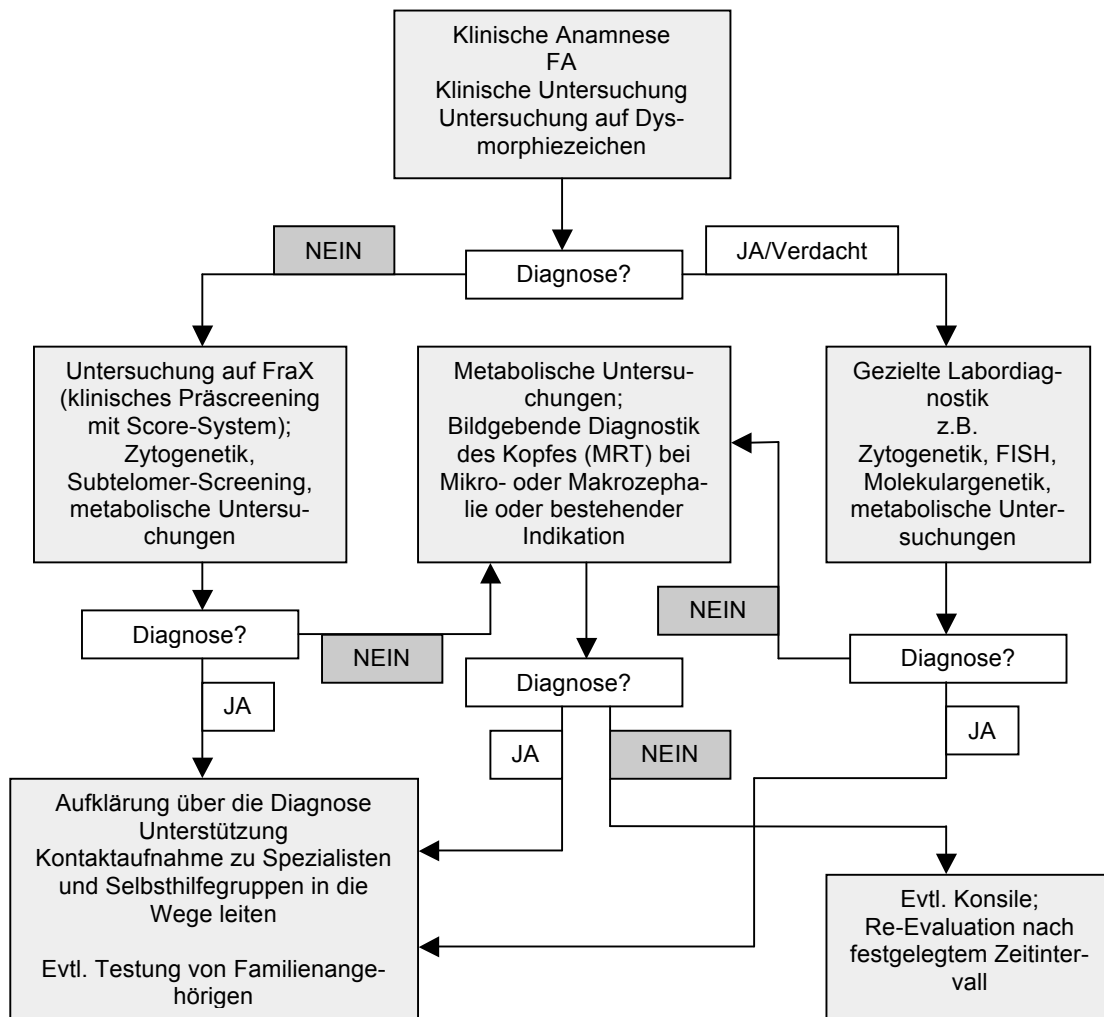 Klinische Anamnese
FA
Klinische Untersuchung
Untersuchung auf Dys-
morphiezeichen
NEIN
Diagnose?
JA/Verdacht
Untersuchung auf FraX
(klinisches Präscreening
mit Score-System);
Zytogenetik,
Subtelomer-Screening,
metabolische Untersu-
chungen
Metabolische Untersu-
chungen;
Bildgebende Diagnostik
des Kopfes (MRT) bei
Mikro- oder Makrozepha-
lie oder bestehender
Indikation
Gezielte Labordiag-
nostik
z.B.
Zytogenetik, FISH,
Molekulargenetik,
metabolische Unter-
suchungen
Diagnose?
NEIN
JA
Diagnose?
JA
NEIN
NEIN
Diagnose?
JA
Aufklärung über die Diagnose
Unterstützung
Kontaktaufnahme zu Spezialisten
und Selbsthilfegruppen in die
Wege leiten
Evtl. Testung von Familienange-
hörigen
Evtl. Konsile;
Re-Evaluation nach
festgelegtem Zeitinter-
vall